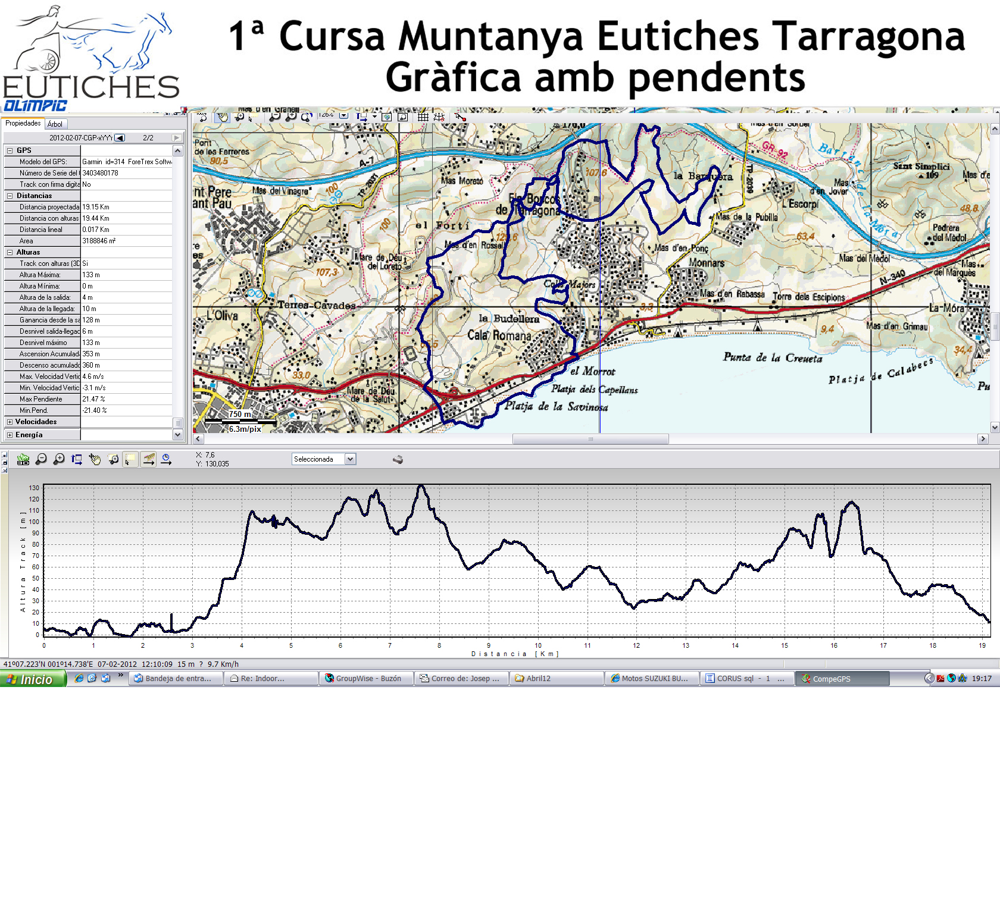 EUTICHES
OLIMPIC
1ª Cursa Muntanya Eutiches Tarragona
Gràfica amb pendents
Propiedades Árbol
2012-02-07-CGP-xYY 2/2
GPS
Modelo del GPS: Garmin id=314 ForeTrex Softw
Número de Serie del 3403480178
Track con firma digita No
Distancias
Distancia proyectada 19.15 Km
Distancia con alturas 19.44 Km
Distancia lineal 0.017 Km
Area 3188846 m²
Alturas
Track con alturas (3D Si
Altura Máxima: 133 m
Altura Mínima: 0 m
Altura de la salida: 4 m
Altura de la llegada: 10 m
Ganancia desde la sa 128 m
Desnivel salida-llegad 6 m
Desnivel máximo 133 m
Ascension Acumulad 353 m
Descenso acumulado 360 m
Max. Velocidad Vertic 4.6 m/s
Min. Velocidad Vertic -3.1 m/s
Max Pendiente 21.47 %
Min.Pend. -21.40 %
Velocidades
Energía
126%
176,0
Pont
de les Ferreres
90,5
A-7
Mas Moretó
107.6
la Barquera
GR-92
Barranc
de la
Móra
Sant Simplici
109
Mas d'e
nt Pere
ant Pau
Mas del Vinagre
100
TP-2031
TP-2039
Els Boscos
de Tarragona
Mas
d'en Jover
L'Escorpí
48,8
100
el Fortí
Mas de la Pubilla
Pedrera
del Mèdol
Mas d'en Rossel
129,6
63,4
Mas d'en Ponç
Mas del Mèdol
Mas
del Marquès
Mare de Deu
del Loreto
107,3
Monnars
N-340
Cala Majors
Mas d'en Rabassa
Torre dels Escipions
L'Oliva
Terres-Cavades
3,3
La Móra
la Budellera
Cala Romana
9.4
Mas d'en Grimau
34,4
Punta de la Creueta
Platja de Calabecs
Pu
33,0
el Morrot
Mare de Deu
de la Salut
Platja dels Capellans
Platja de la Savinosa
750 m
6.3m/pix
X: 7,6
Y: 130,035
Seleccionada
Altura Track [m]
130
120
110
100
90
80
70
60
50
40
30
20
10
0
0 1 2 3 4 5 6 7 8 9 10 11 12 13 14 15 16 17 18 19
Distancia [Km]
41º07.223'N 001º14.738'E 07-02-2012 12:10:09 15 m ? 9.7 Km/h
Inicio » Bandeja de entra... Re: Indoor... GroupWise - Buzón Correo de: Josep ... Abril12 Motos SUZUKI BU... CORUS sql - 1 ... CompeGPS 19:17